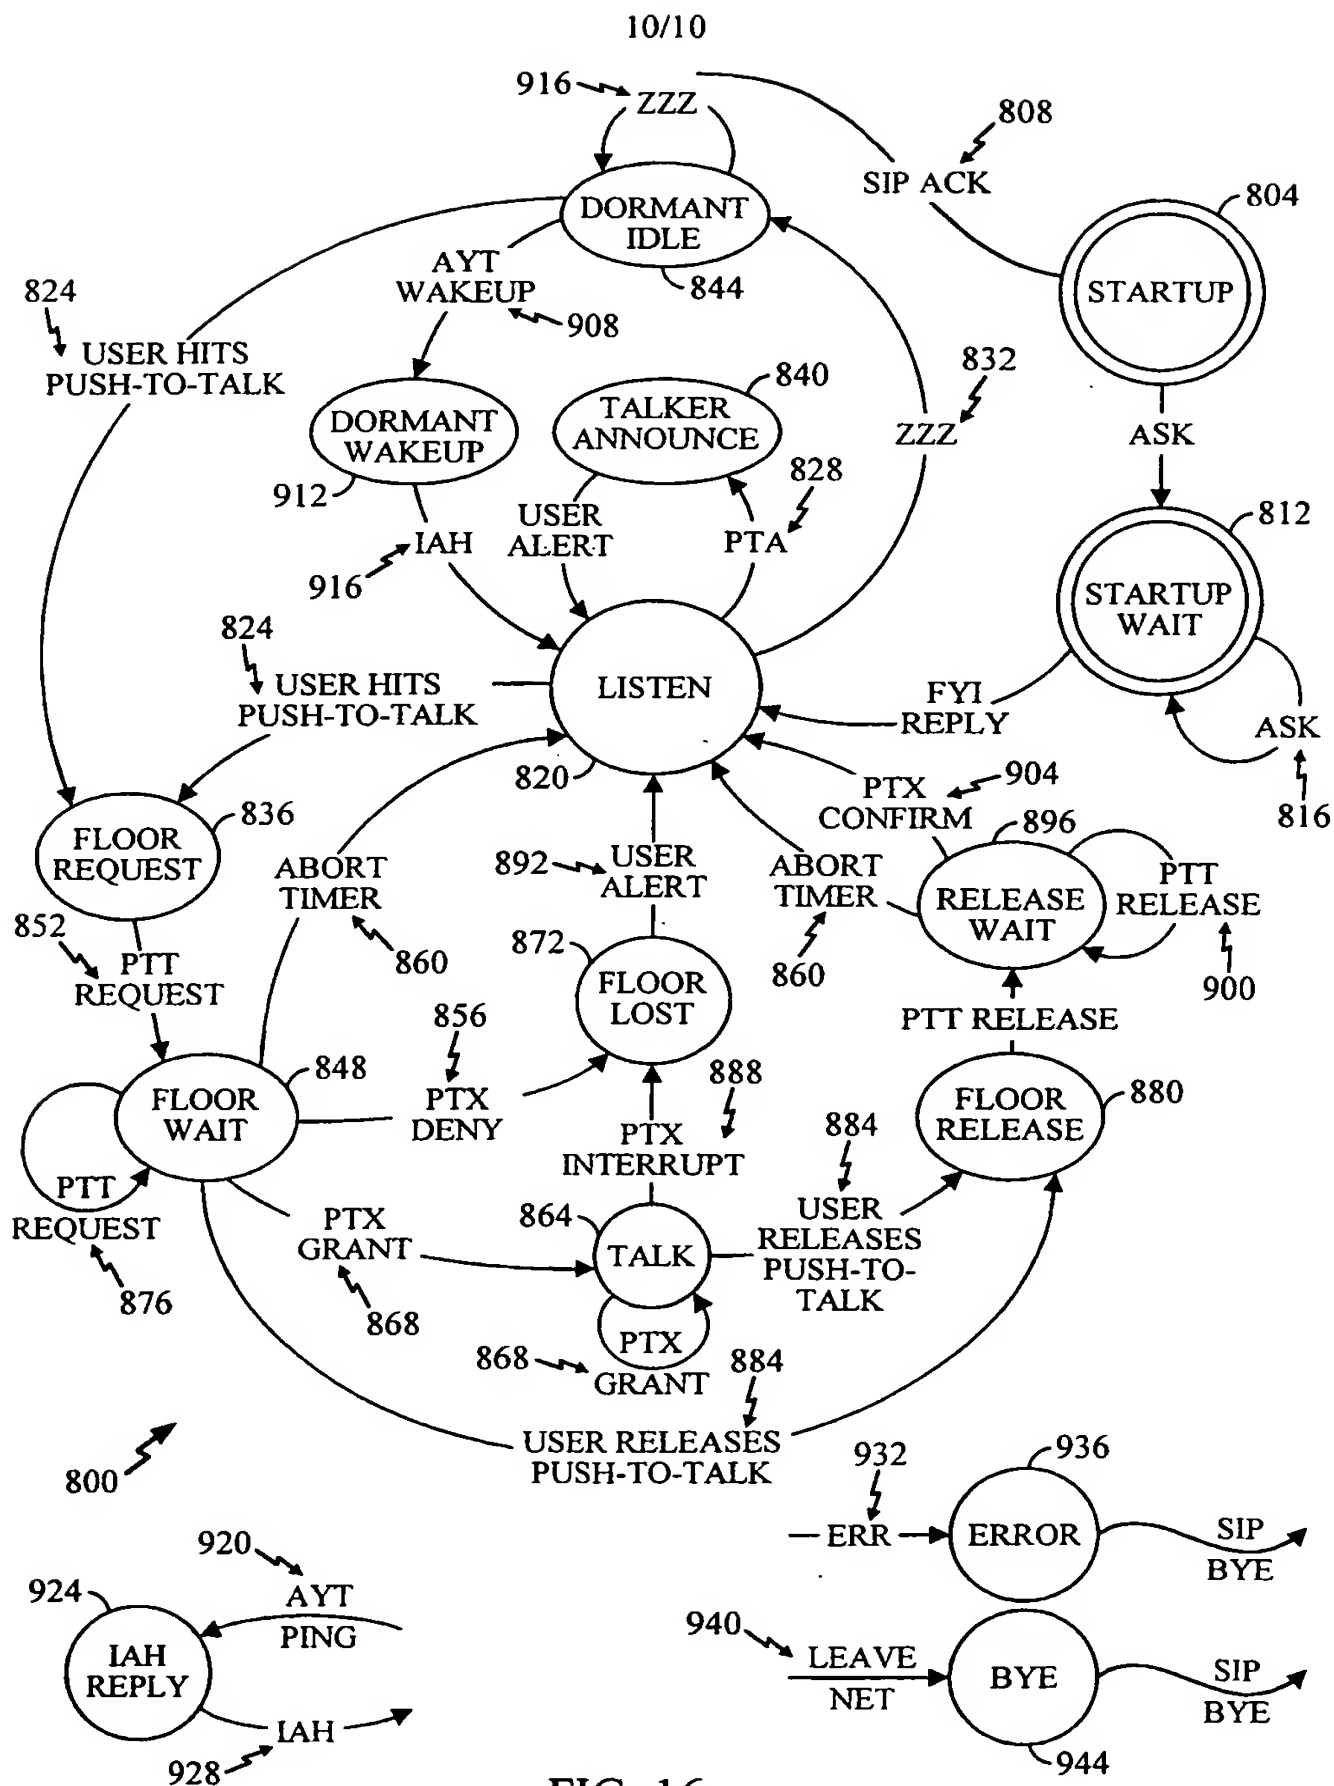 10/10
916
ZZZ
808
SIP ACK
804
STARTUP
DORMANT
IDLE
844
AYT
WAKEUP
908
824
USER HITS
PUSH-TO-TALK
832
ZZZ
ASK
840
TALKER
ANNOUNCE
DORMANT
WAKEUP
912
828
PTA
USER
ALERT
IAH
916
812
STARTUP
WAIT
824
USER HITS
PUSH-TO-TALK
LISTEN
820
FYI
REPLY
ASK
816
PTX
CONFIRM
904
836
FLOOR
REQUEST
ABORT
TIMER
860
892
USER
ALERT
ABORT
TIMER
860
896
RELEASE
WAIT
PTT
RELEASE
900
852
PTT
REQUEST
872
FLOOR
LOST
856
PTX
DENY
PTT RELEASE
848
FLOOR
WAIT
888
PTX
INTERRUPT
880
FLOOR
RELEASE
884
USER
RELEASES
PUSH-TO-
TALK
PTT
REQUEST
876
PTX
GRANT
868
864
TALK
PTX
GRANT
868
884
USER RELEASES
PUSH-TO-TALK
800
932
ERR
936
ERROR
SIP
BYE
920
AYT
PING
924
IAH
REPLY
IAH
928
940
LEAVE
NET
BYE
944
SIP
BYE
FIG. 16